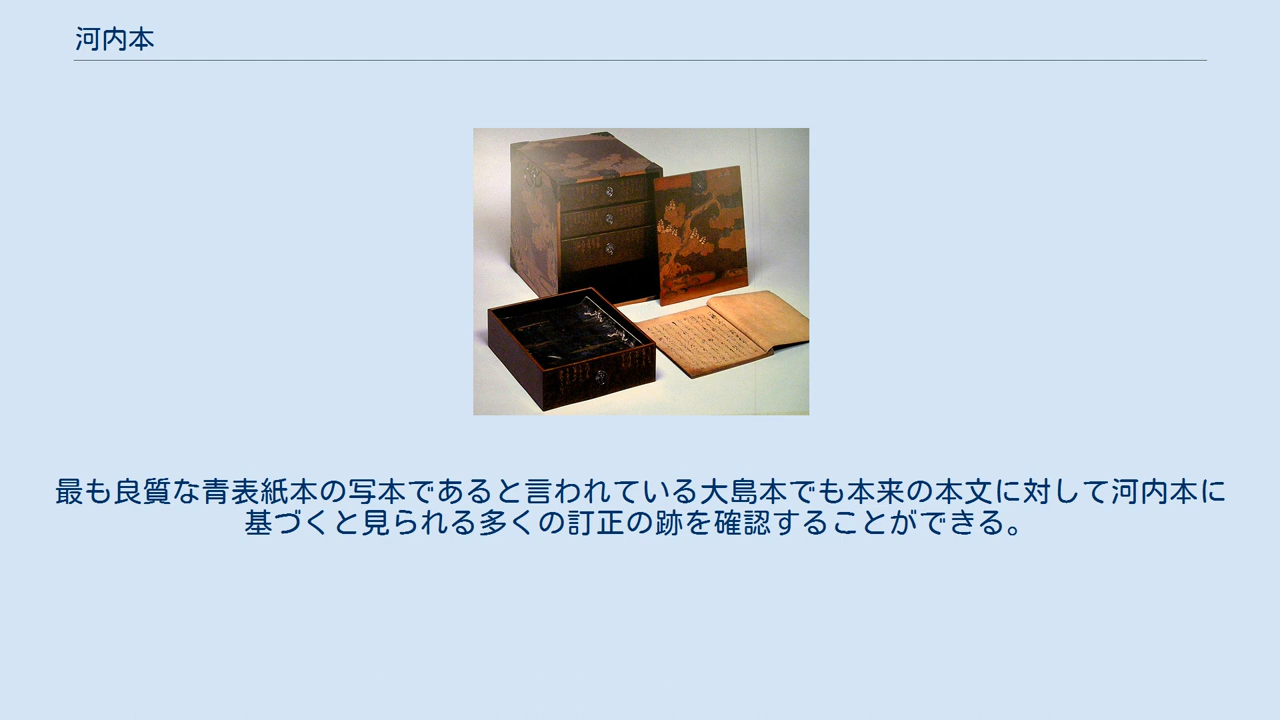 河内本
最も良質な青表紙本の写本であると言われている大島本でも本来の本文に対して河内本に
基づくと見られる多くの訂正の跡を確認することができる。